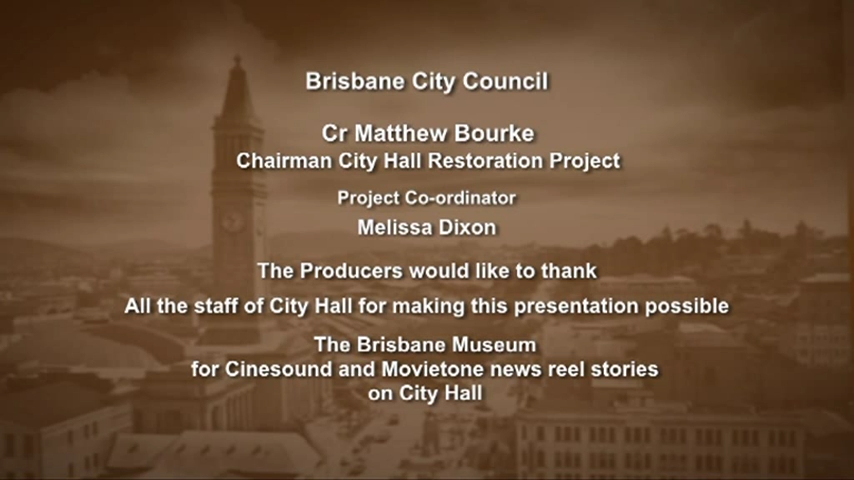 Brisbane City Council
Cr Matthew Bourke
Chairman City Hall Restoration Project
Project Co-ordinator
Melissa Dixon
The Producers would like to thank
All the staff of City Hall for making this presentation possible
The Brisbane Museum
for Cinesound and Movietone news reel stories
on City Hall